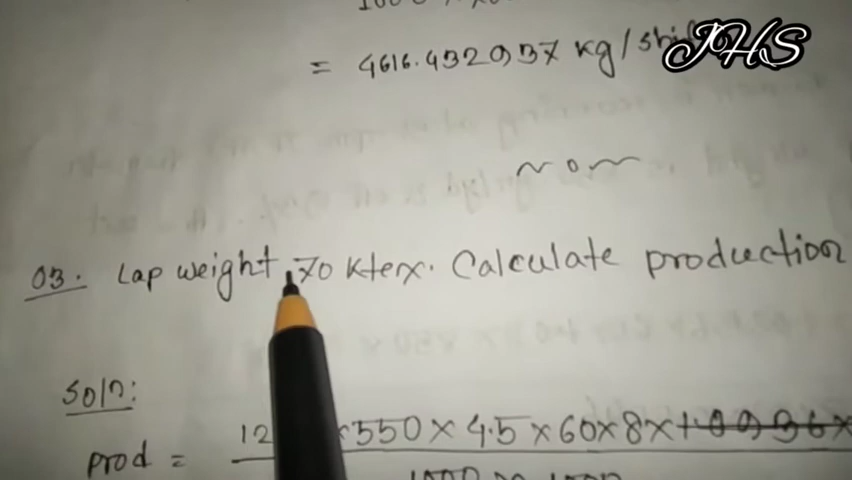 JHS
= 4616.432937 kg/shift
03. Lap weight 70 Ktex. Calculate production
Soln:
Prod = 12 x 550 x 4.5 x 60 x 8 x